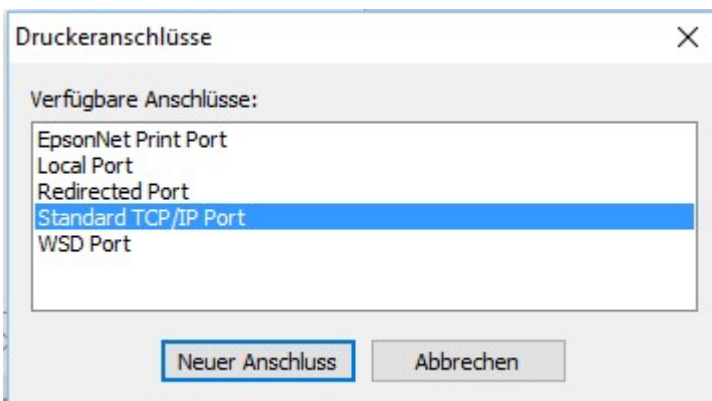 Druckeranschlüsse
Verfügbare Anschlüsse:
EpsonNet Print Port
Local Port
Redirected Port
Standard TCP/IP Port
WSD Port
Neuer Anschluss Abbrechen